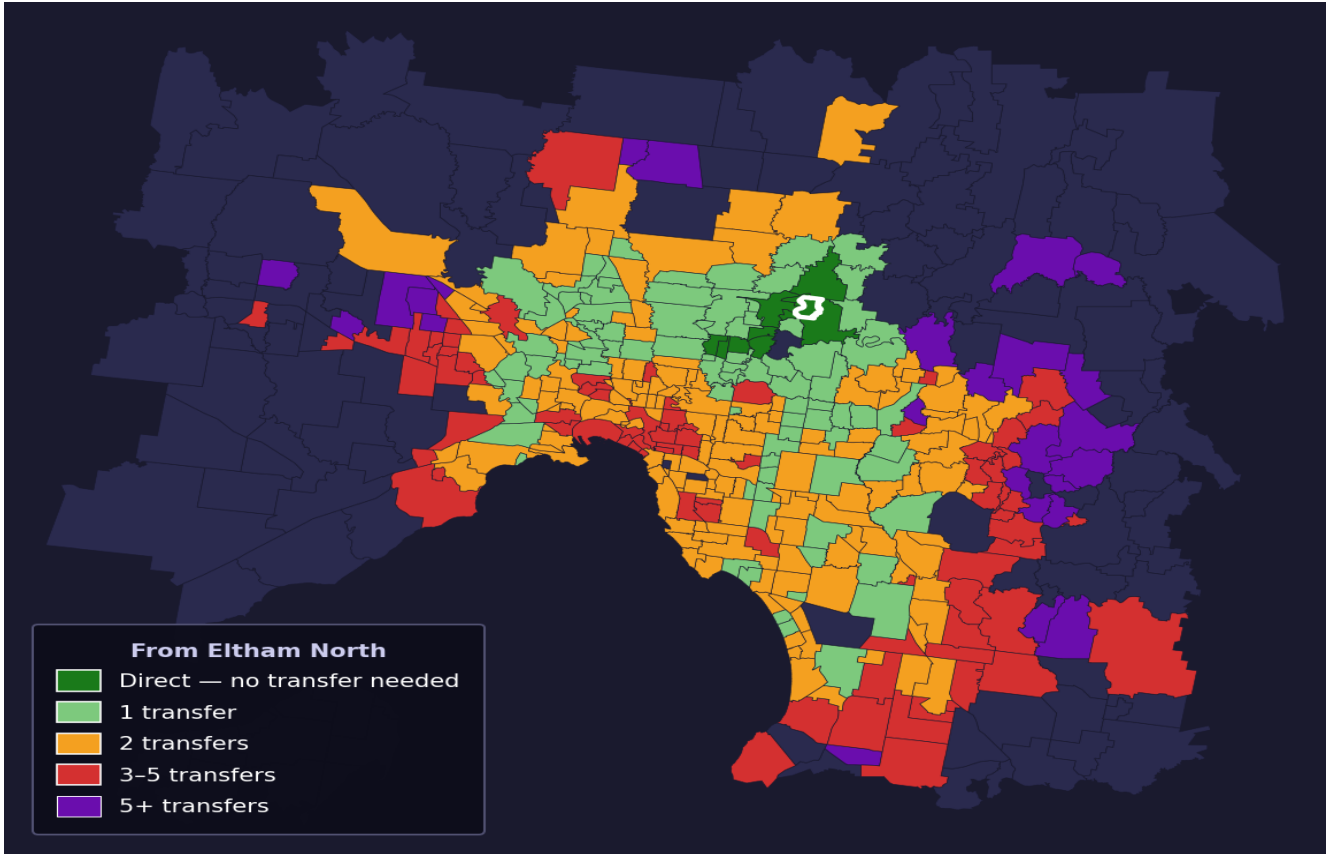 From Eltham North
Direct — no transfer needed
1 transfer
2 transfers
3–5 transfers
5+ transfers